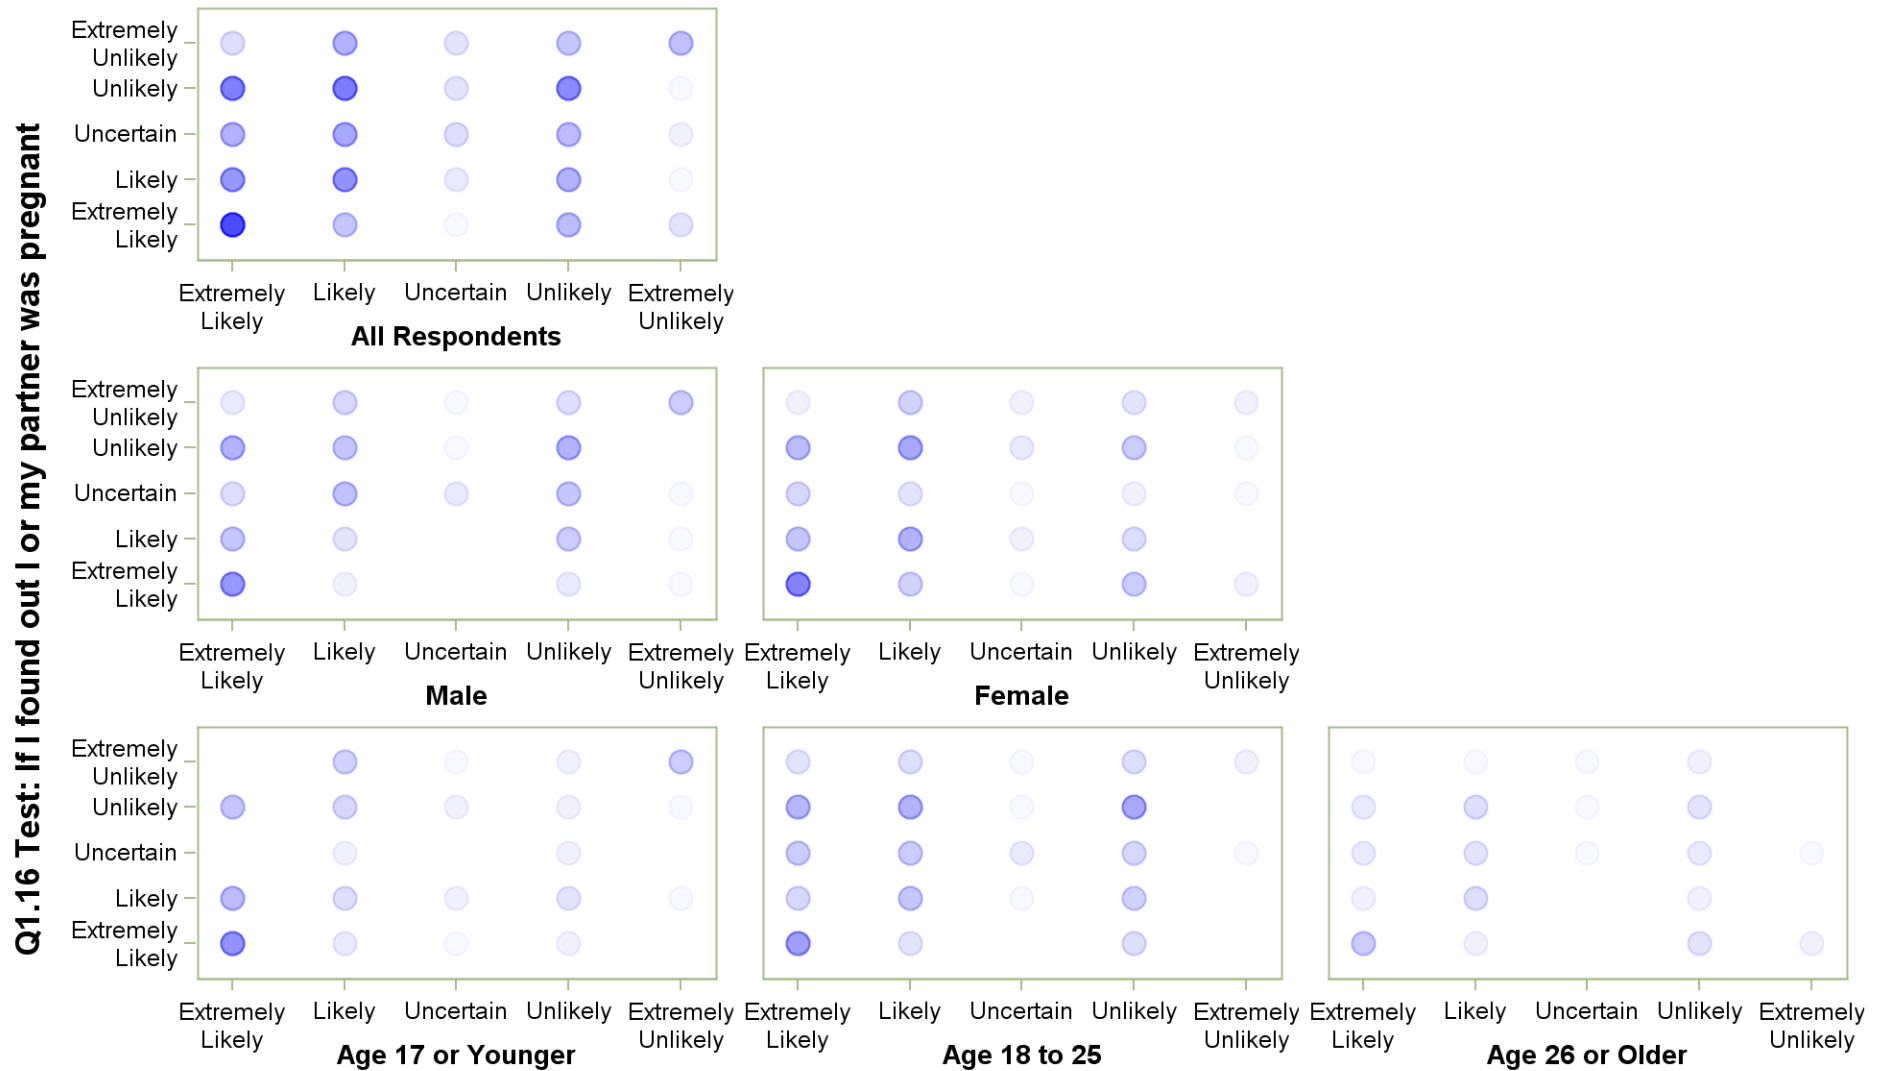 Q1.16 Test: If I found out I or my partner was pregnant
Extremely
Unlikely
Unlikely
Uncertain
Likely
Extremely
Likely
Extremely Likely Uncertain Unlikely Extremely
Likely Unlikely
All Respondents
Extremely
Unlikely
Unlikely
Uncertain
Likely
Extremely
Likely
Extremely Likely Uncertain Unlikely Extremely Extremely Likely Uncertain Unlikely Extremely
Likely Unlikely Likely Unlikely
Male Female
Extremely
Unlikely
Unlikely
Uncertain
Likely
Extremely
Likely
Extremely Likely Uncertain Unlikely Extremely Extremely Likely Uncertain Unlikely Extremely Extremely Likely Uncertain Unlikely Extremely
Likely Unlikely Likely Unlikely Likely Unlikely
Age 17 or Younger Age 18 to 25 Age 26 or Older